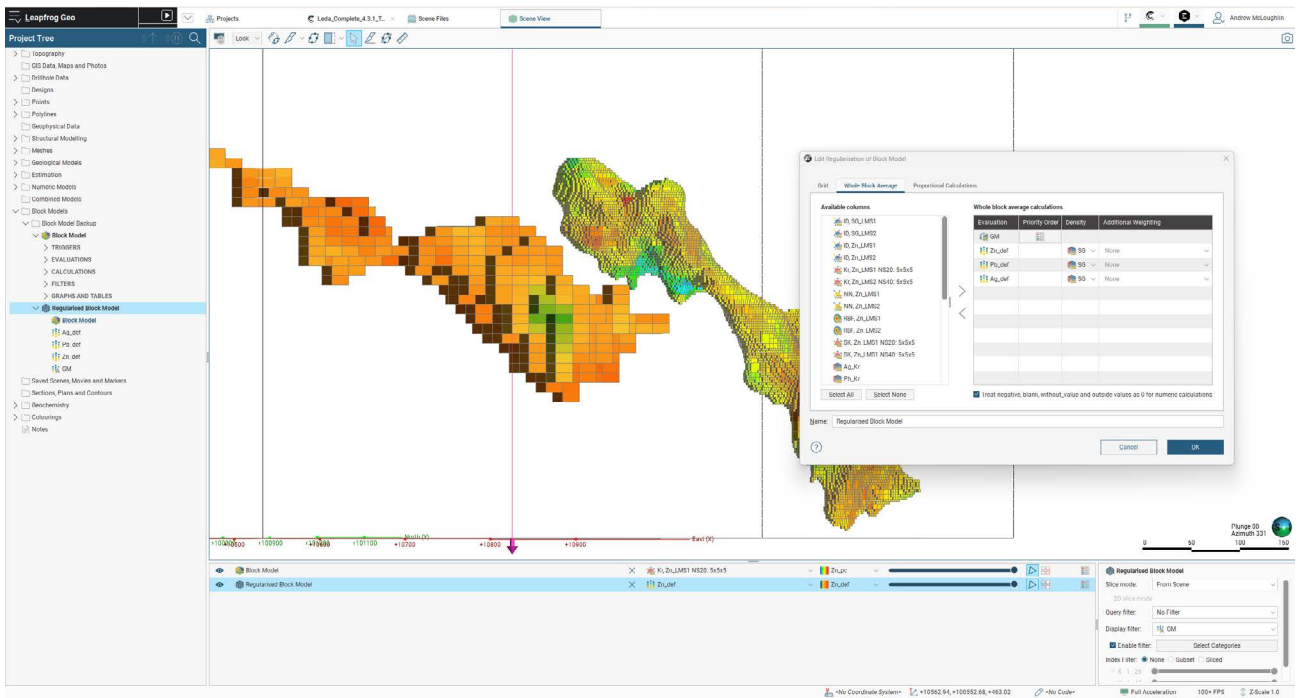 Leapfrog Geo
Projects
Leda_Complete_4.3.1_T...
Scene Files
Scene View
Andrew McLoughlin
Project Tree
Look
Topography
GIS Data, Maps and Photos
Drillhole Data
Designs
Points
Polylines
Geophysical Data
Structural Modelling
Meshes
Geological Models
Estimation
Numeric Models
Combined Models
Block Models
Block Model Backup
Block Model
TRIGGERS
EVALUATIONS
CALCULATIONS
FILTERS
GRAPHS AND TABLES
Regularised Block Model
Block Model
Ag_def
Pb_def
Zn_def
GM
Saved Scenes, Movies and Markers
Sections, Plans and Contours
Geochemistry
Colourings
Notes
Edit Regularisation of Block Model
Grid
Whole Block Average
Proportional Calculations
Available columns
ID, SG_LMS1
ID, SG_LMS2
ID, Zn_LMS1
ID, Zn_LMS2
Kr, Zn_LMS1 NS20: 5x5x5
Kr, Zn_LMS2 NS40: 5x5x5
NN, Zn_LMS1
NN, Zn_LMS2
RBF, Zn_LMS1
RBF, Zn_LMS2
SK, Zn_LMS1 NS20: 5x5x5
SK, Zn_LMS1 NS40: 5x5x5
Ag_Kr
Pb_Kr
Select All
Select None
Whole block average calculations
Evaluation Priority Order Density Additional Weighting
GM
Zn_def SG None
Pb_def SG None
Ag_def SG None
Treat negative, blank, without_value and outside values as 0 for numeric calculations
Name: Regularised Block Model
Cancel
OK
+100900
+101100
North (Y)
+10700
+10800
+10900
East (X)
Plunge 00
Azimuth 331
0 50 100 150
Block Model
Kr, Zn_LMS1 NS20: 5x5x5
Zn_pc
Regularised Block Model
Zn_def
Zn_def
Regularised Block Model
Slice mode: From Scene
2D slice mode
Query filter: No Filter
Display filter: GM
Enable filter: Select Categories
Index Filter: None Subset Sliced
<No Coordinate System>
+10562.94, +100552.68, +463.02
<No Code>
Full Acceleration
100+ FPS
Z-Scale 1.0